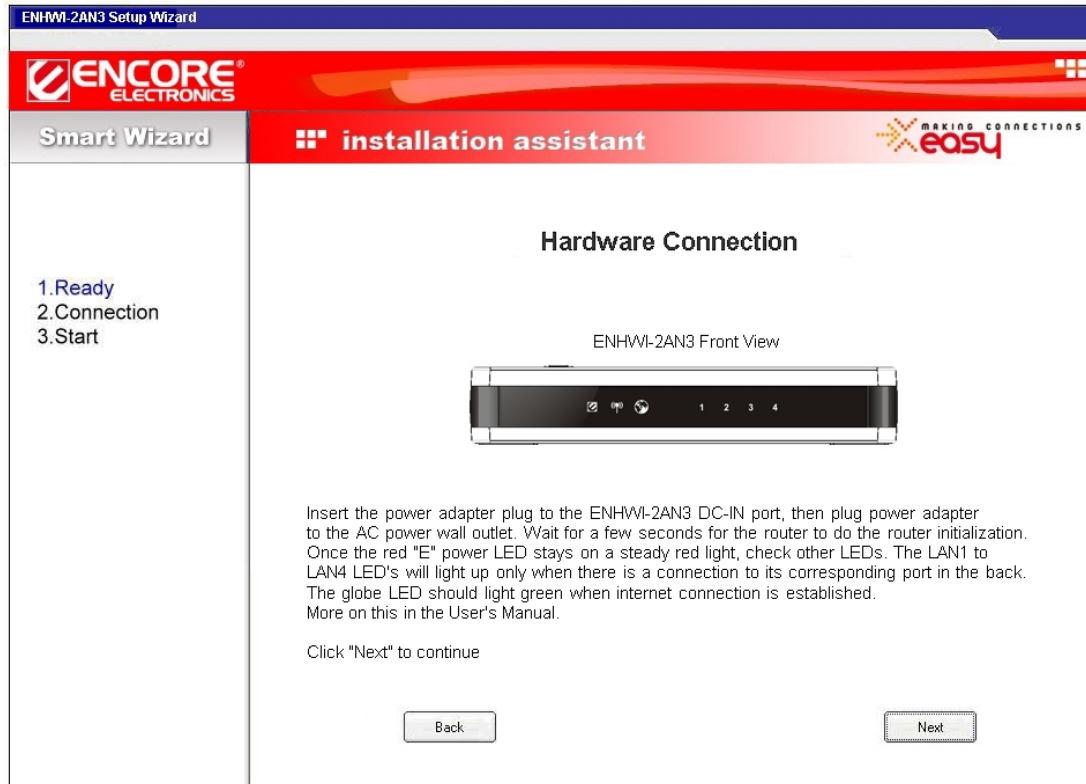 ENHWI-2AN3 Setup Wizard
ENCORE®
ELECTRONICS
Smart Wizard
installation assistant
MAKING CONNECTIONS
easy
Hardware Connection
1.Ready
2.Connection
3.Start
ENHWI-2AN3 Front View
1 2 3 4
Insert the power adapter plug to the ENHWI-2AN3 DC-IN port, then plug power adapter
to the AC power wall outlet. Wait for a few seconds for the router to do the router initialization.
Once the red "E" power LED stays on a steady red light, check other LEDs. The LAN1 to
LAN4 LED's will light up only when there is a connection to its corresponding port in the back.
The globe LED should light green when internet connection is established.
More on this in the User's Manual.
Click "Next" to continue
Back
Next